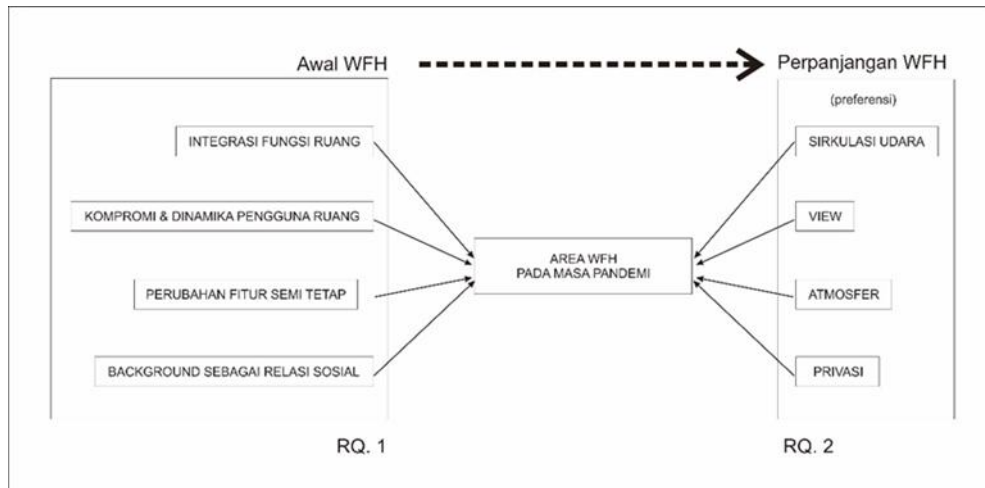 Awal WFH
Perpanjangan WFH
(preferensi)
INTEGRASI FUNGSI RUANG
KOMPROMI & DINAMIKA PENGGUNA RUANG
PERUBAHAN FITUR SEMI TETAP
BACKGROUND SEBAGAI RELASI SOSIAL
AREA WFH
PADA MASA PANDEMI
SIRKULASI UDARA
VIEW
ATMOSFER
PRIVASI
RQ. 1
RQ. 2